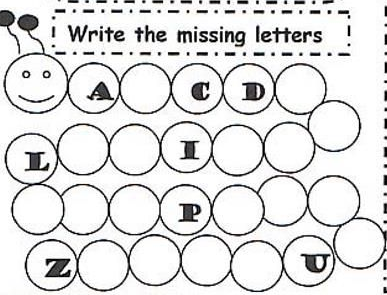 Write the missing letters
A C D
L I
P
Z U